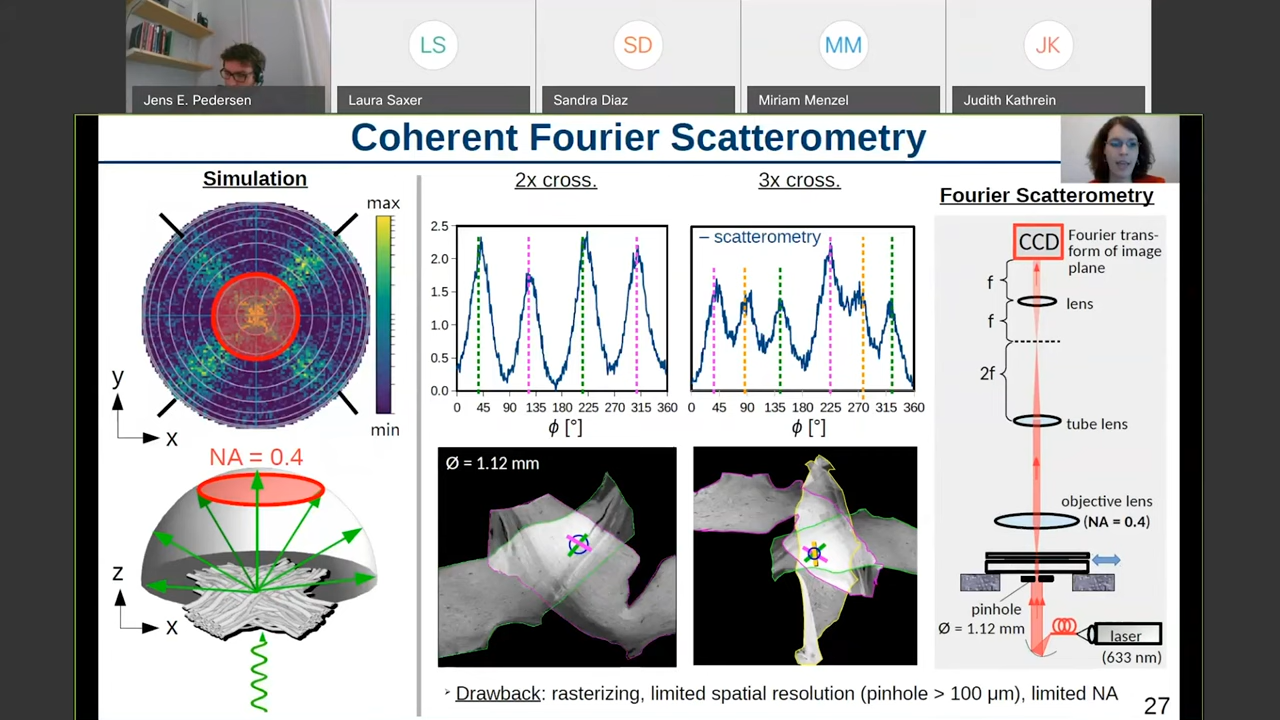 LS
SD
MM
JK
Jens E. Pedersen
Laura Saxer
Sandra Diaz
Miriam Menzel
Judith Kathrein
Coherent Fourier Scatterometry
Simulation
max
min
y
x
NA = 0.4
z
x
2x cross.
2.5
2.0
1.5
1.0
0.5
0.0
0 45 90 135 180 225 270 315 360
ϕ [°]
3x cross.
– scatterometry
0 45 90 135 180 225 270 315 360
ϕ [°]
Ø = 1.12 mm
Fourier Scatterometry
CCD
Fourier trans-
form of image
plane
f
lens
f
2f
tube lens
objective lens
(NA = 0.4)
pinhole
Ø = 1.12 mm
laser
(633 nm)
Drawback: rasterizing, limited spatial resolution (pinhole > 100 μm), limited NA
27